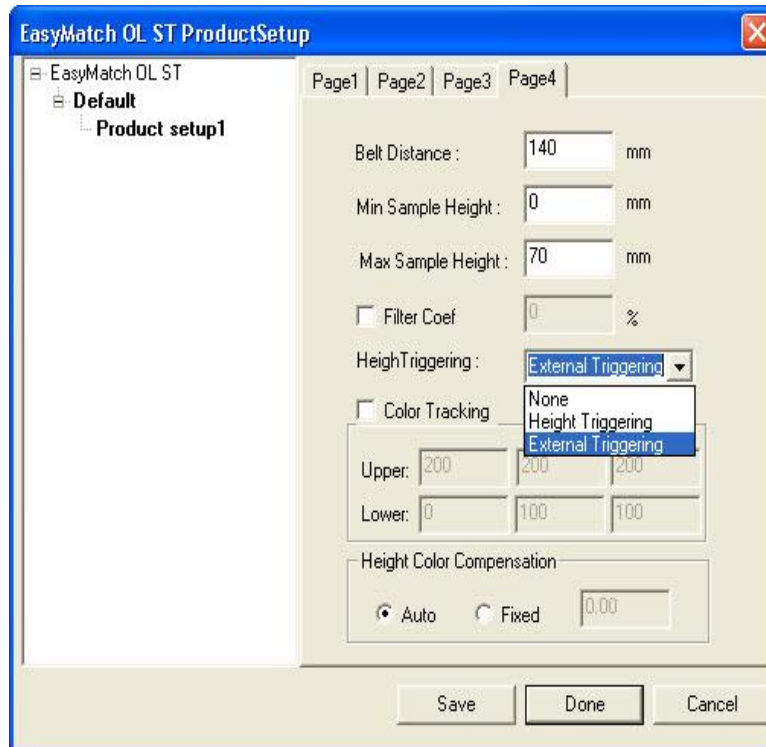 EasyMatch OL ST ProductSetup
EasyMatch OL ST
Default
Product setup1
Page1 Page2 Page3 Page4
Belt Distance : 140 mm
Min Sample Height : 0 mm
Max Sample Height : 70 mm
Filter Coef 0 %
HeighTriggering : External Triggering
None
Height Triggering
External Triggering
Color Tracking
Upper: 200 200 200
Lower: 0 100 100
Height Color Compensation
Auto Fixed 0.00
Save Done Cancel